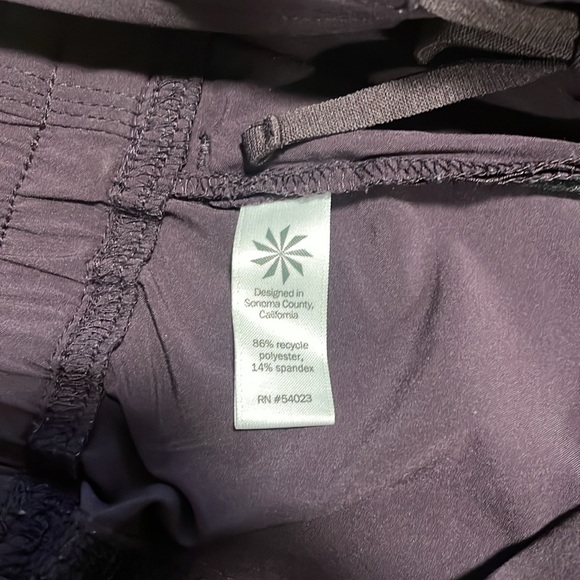 Designed in
Sonoma County,
California
86% recycle
polyester,
14% spandex
RN #54023